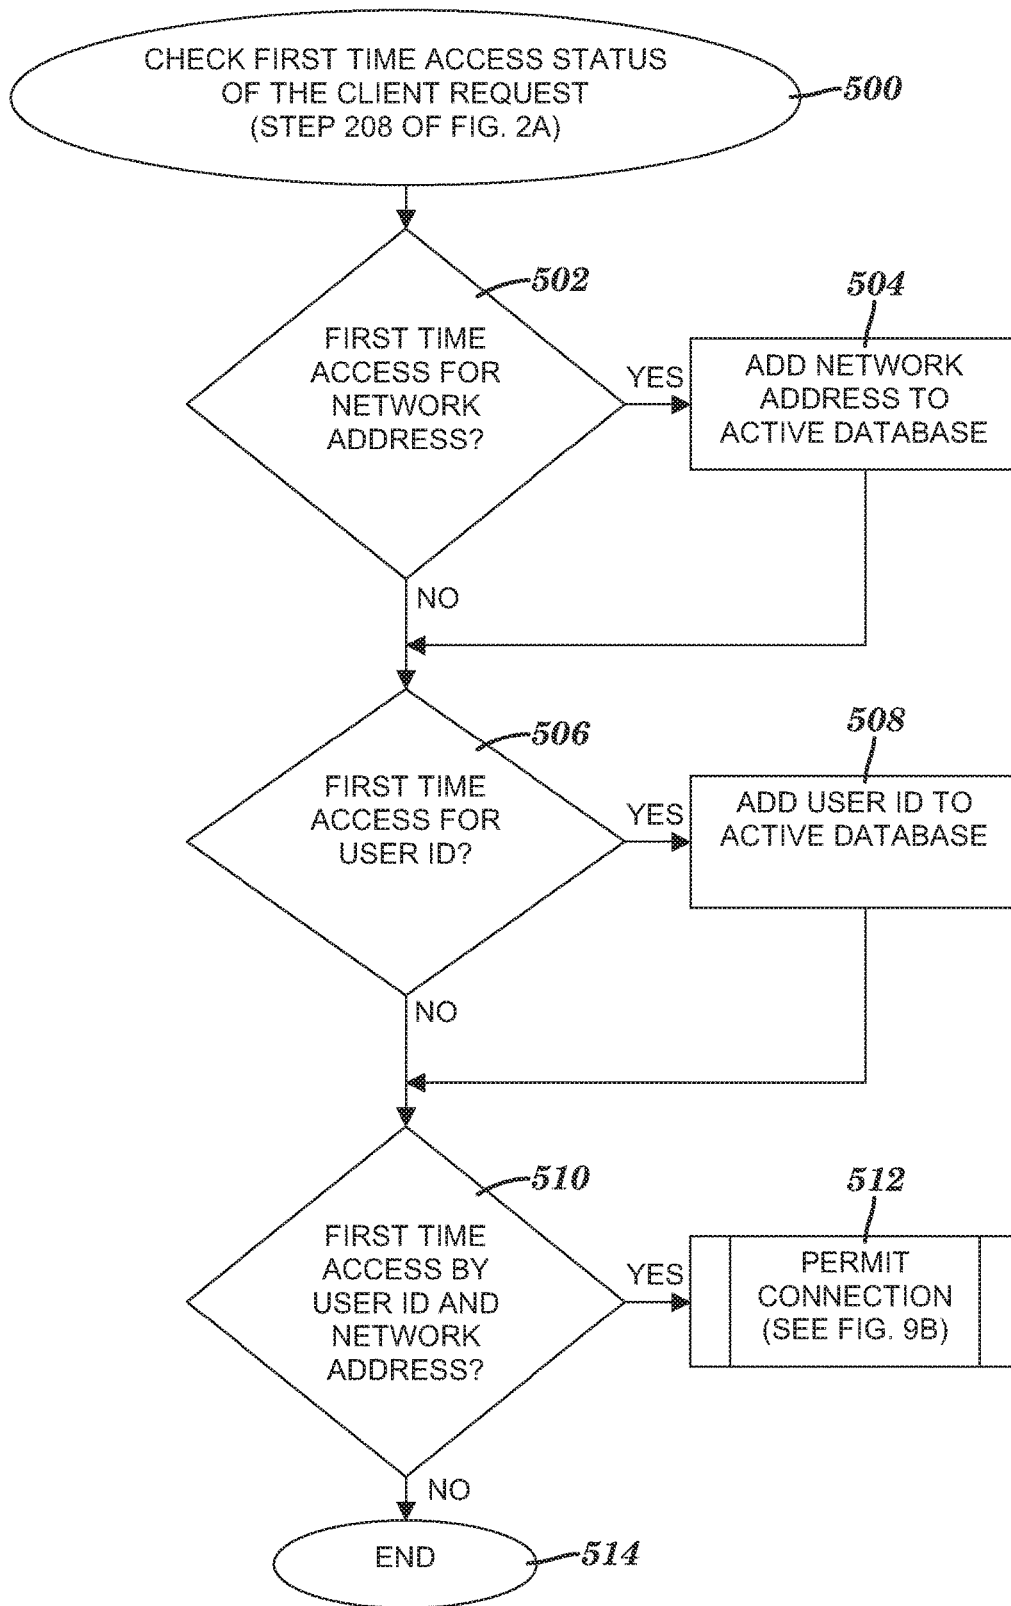 CHECK FIRST TIME ACCESS STATUS
OF THE CLIENT REQUEST
(STEP 208 OF FIG. 2A)
500
502
FIRST TIME
ACCESS FOR
NETWORK
ADDRESS?
YES
504
ADD NETWORK
ADDRESS TO
ACTIVE DATABASE
NO
506
FIRST TIME
ACCESS FOR
USER ID?
YES
508
ADD USER ID TO
ACTIVE DATABASE
NO
510
FIRST TIME
ACCESS BY
USER ID AND
NETWORK
ADDRESS?
YES
512
PERMIT
CONNECTION
(SEE FIG. 9B)
NO
END
514